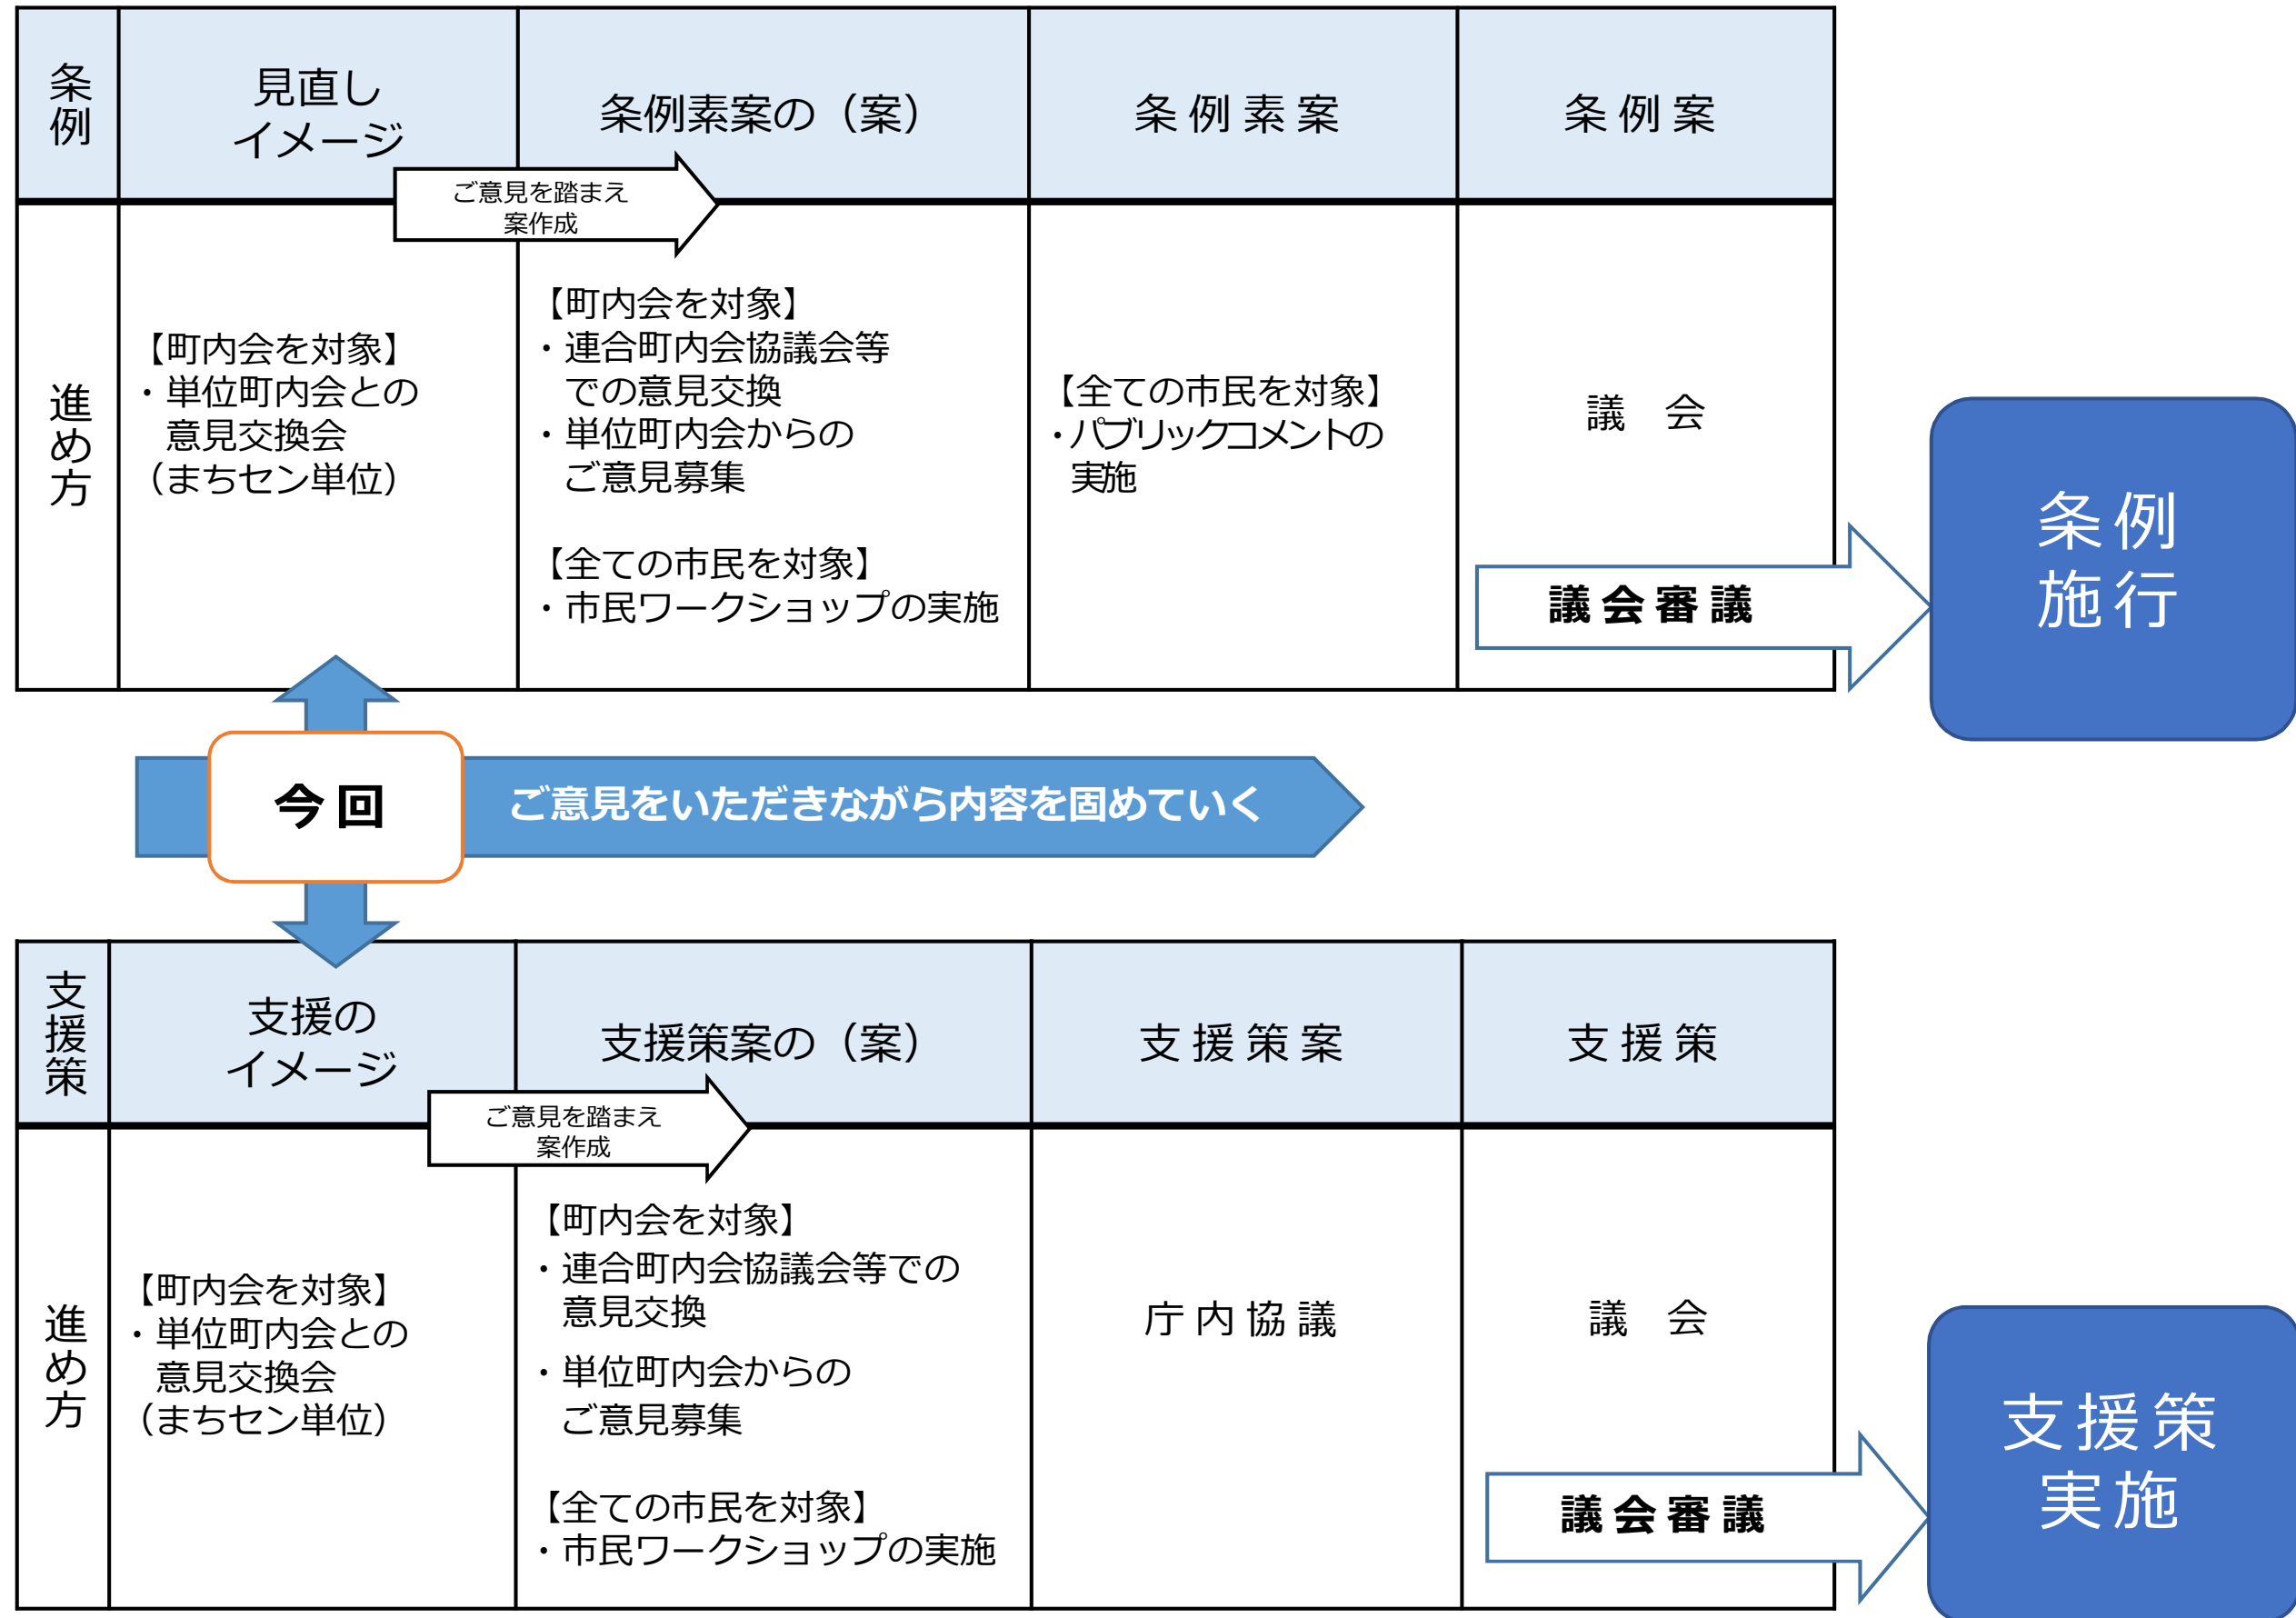 条例
見直し
イメージ
条例素案の（案）
条例素案
条例案
ご意見を踏まえ
案作成
進め方
【町内会を対象】
・単位町内会との
意見交換会
（まちセン単位）
【町内会を対象】
・連合町内会協議会等
での意見交換
・単位町内会からの
ご意見募集
【全ての市民を対象】
・市民ワークショップの実施
【全ての市民を対象】
・パブリックコメントの
実施
議　会
議会審議
条例
施行
今回
ご意見をいただきながら内容を固めていく
支援策
支援の
イメージ
支援策案の（案）
支援策案
支援策
ご意見を踏まえ
案作成
進め方
【町内会を対象】
・単位町内会との
意見交換会
（まちセン単位）
【町内会を対象】
・連合町内会協議会等での
意見交換
・単位町内会からの
ご意見募集
【全ての市民を対象】
・市民ワークショップの実施
庁内協議
議　会
議会審議
支援策
実施